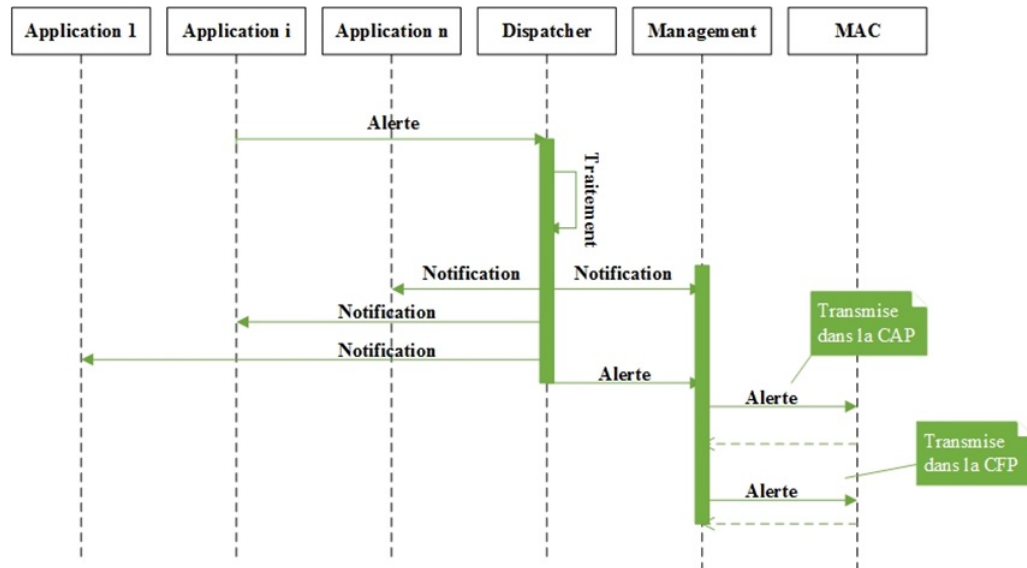 Application 1
Application i
Application n
Dispatcher
Management
MAC
Alerte
Traitement
Notification
Notification
Notification
Notification
Alerte
Transmise
dans la CAP
Alerte
Transmise
dans la CFP
Alerte